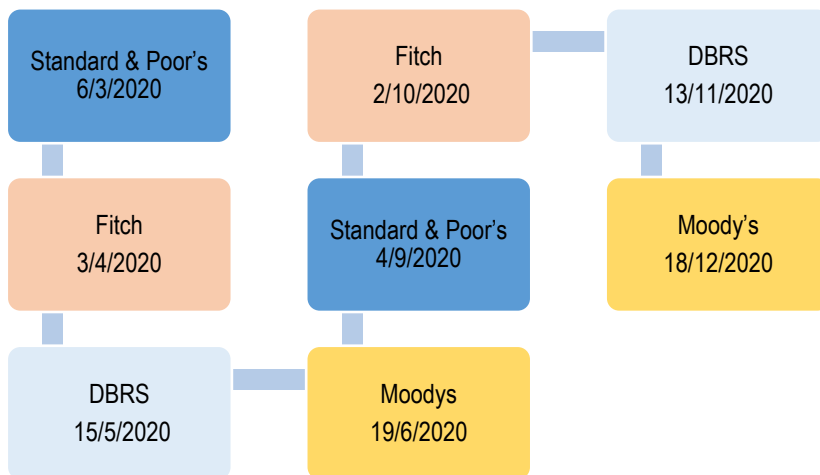 Standard & Poor’s
6/3/2020
Fitch
3/4/2020
DBRS
15/5/2020
Moodys
19/6/2020
Standard & Poor’s
4/9/2020
Fitch
2/10/2020
DBRS
13/11/2020
Moody’s
18/12/2020